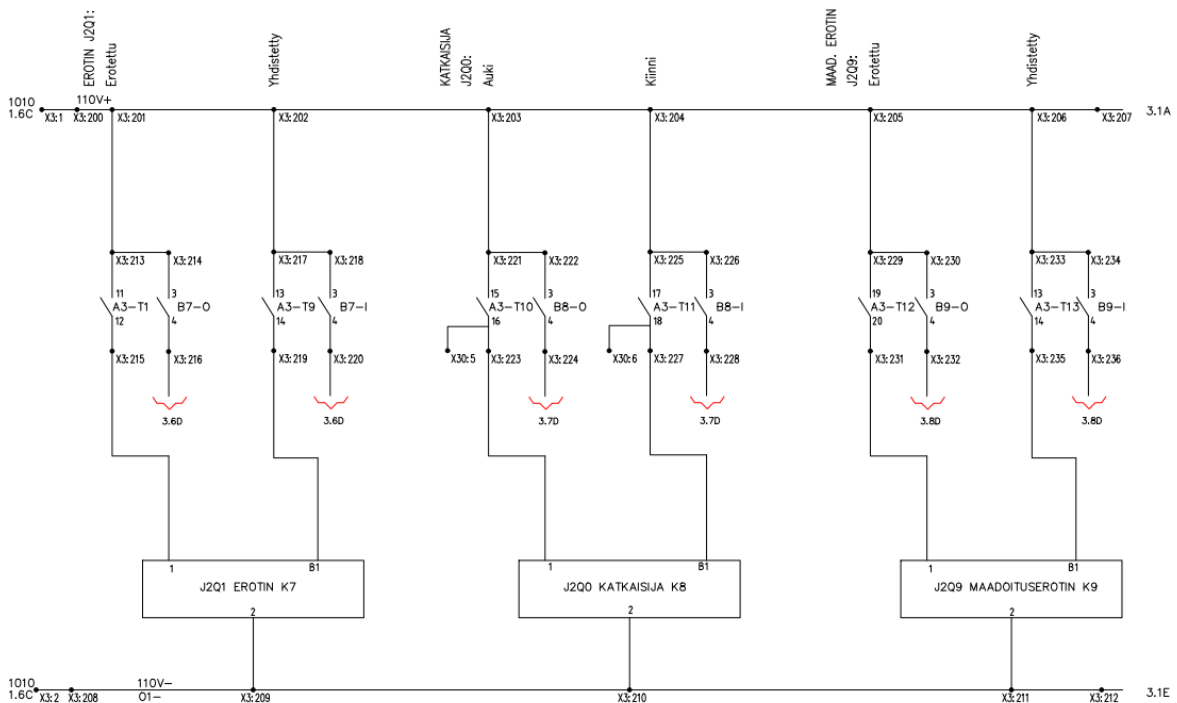 EROTIN J2Q1:
Erotettu
Yhdistetty
KATKAISIJA
J2Q0:
Auki
Kiinni
MAAD. EROTIN
J2Q9:
Erotettu
Yhdistetty
1010
1.6C
110V+
X3:1
X3:200
X3:201
X3:202
X3:203
X3:204
X3:205
X3:206
X3:207
3.1A
X3:213
X3:214
X3:217
X3:218
X3:221
X3:222
X3:225
X3:226
X3:229
X3:230
X3:233
X3:234
11
3
13
3
15
3
17
3
19
3
13
3
A3-T1
B7-0
A3-T9
B7-I
A3-T10
B8-0
A3-T11
B8-I
A3-T12
B9-0
A3-T13
B9-I
12
4
14
4
16
4
18
4
20
4
14
4
X3:215
X3:216
X3:219
X3:220
X30:5
X3:223
X3:224
X30:6
X3:227
X3:228
X3:231
X3:232
X3:235
X3:236
3.6D
3.6D
3.7D
3.7D
3.8D
3.8D
1
B1
1
B1
1
B1
J2Q1 EROTIN K7
J2Q0 KATKAISIJA K8
J2Q9 MAADOITUSEROTIN K9
2
2
2
1010
1.6C
110V-
X3:2
X3:208
01-
X3:209
X3:210
X3:211
X3:212
3.1E